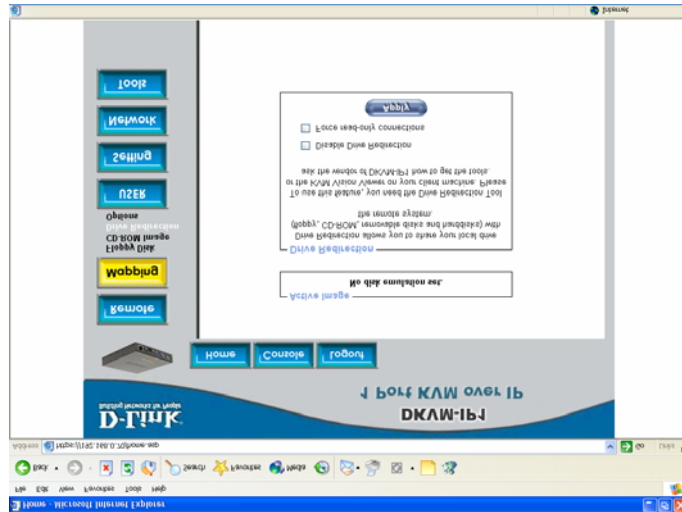 Home - Microsoft Internet Explorer
File Edit View Favorites Tools Help
Back Search Favorites Media
Address https://192.168.0.70/home.asp Go Links
D-Link
Building Networks for People
DKVM-IP1
1 Port KVM over IP
Home Console Logout
Remote
Mapping
Floppy Disk
CD-ROM Image
Drive Redirection
Options
USER
Setting
Network
Tools
Active Image
No disk emulation set.
Drive Redirection
Drive Redirection allows you to share your local drive
(floppy, CD-ROM, removable disks and harddisks) with
the remote system.
To use this feature, you need the Drive Redirection Tool
or the KVM Vision Viewer on your client machine. Please
ask the vendor of DKVM-IP1 how to get the tools.
Disable Drive Redirection
Force read-only connections
Apply
Internet